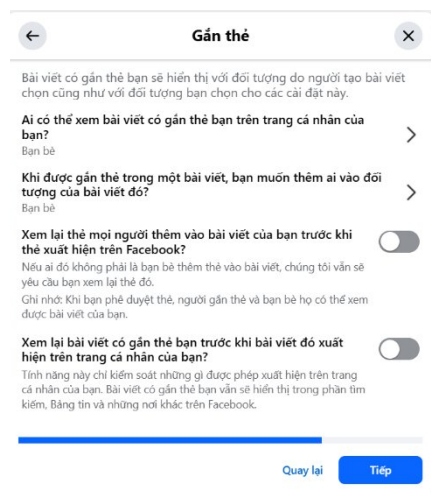 Gắn thẻ
Bài viết có gắn thẻ bạn sẽ hiển thị với đối tượng do người tạo bài viết
chọn cũng như với đối tượng bạn chọn cho các cài đặt này.
Ai có thể xem bài viết có gắn thẻ bạn trên trang cá nhân của
bạn?
Bạn bè
Khi được gắn thẻ trong một bài viết, bạn muốn thêm ai vào đối
tượng của bài viết đó?
Bạn bè
Xem lại thẻ mọi người thêm vào bài viết của bạn trước khi
thẻ xuất hiện trên Facebook?
Nếu ai đó không phải là bạn bè thêm thẻ vào bài viết, chúng tôi vẫn sẽ
yêu cầu bạn xem lại thẻ đó.
Ghi nhớ: Khi bạn phê duyệt thẻ, người gắn thẻ và bạn bè họ có thể xem
được bài viết của bạn.
Xem lại bài viết có gắn thẻ bạn trước khi bài viết đó xuất
hiện trên trang cá nhân của bạn?
Tính năng này chỉ kiểm soát những gì được phép xuất hiện trên trang
cá nhân của bạn. Bài viết có gắn thẻ bạn vẫn sẽ hiển thị trong phần tìm
kiếm, Bảng tin và những nơi khác trên Facebook.
Quay lại
Tiếp